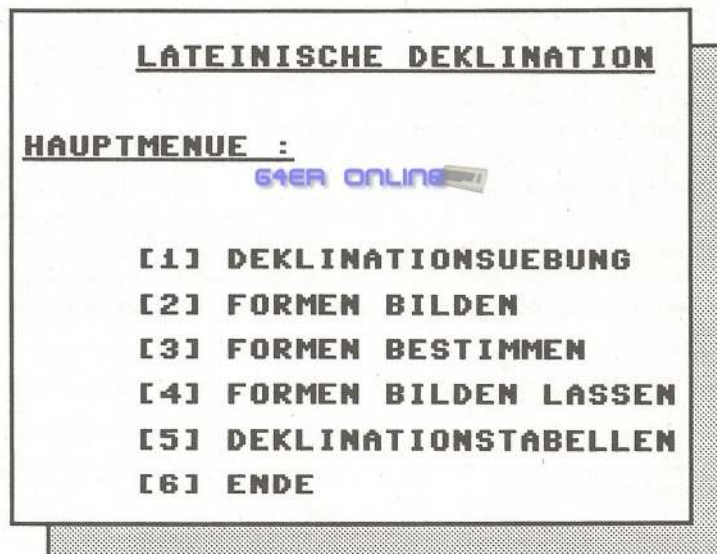 LATEINISCHE DEKLINATION
HAUPTMENUE :
64ER ONLINE
[1] DEKLINATIONSUEBUNG
[2] FORMEN BILDEN
[3] FORMEN BESTIMMEN
[4] FORMEN BILDEN LASSEN
[5] DEKLINATIONSTABELLEN
[6] ENDE